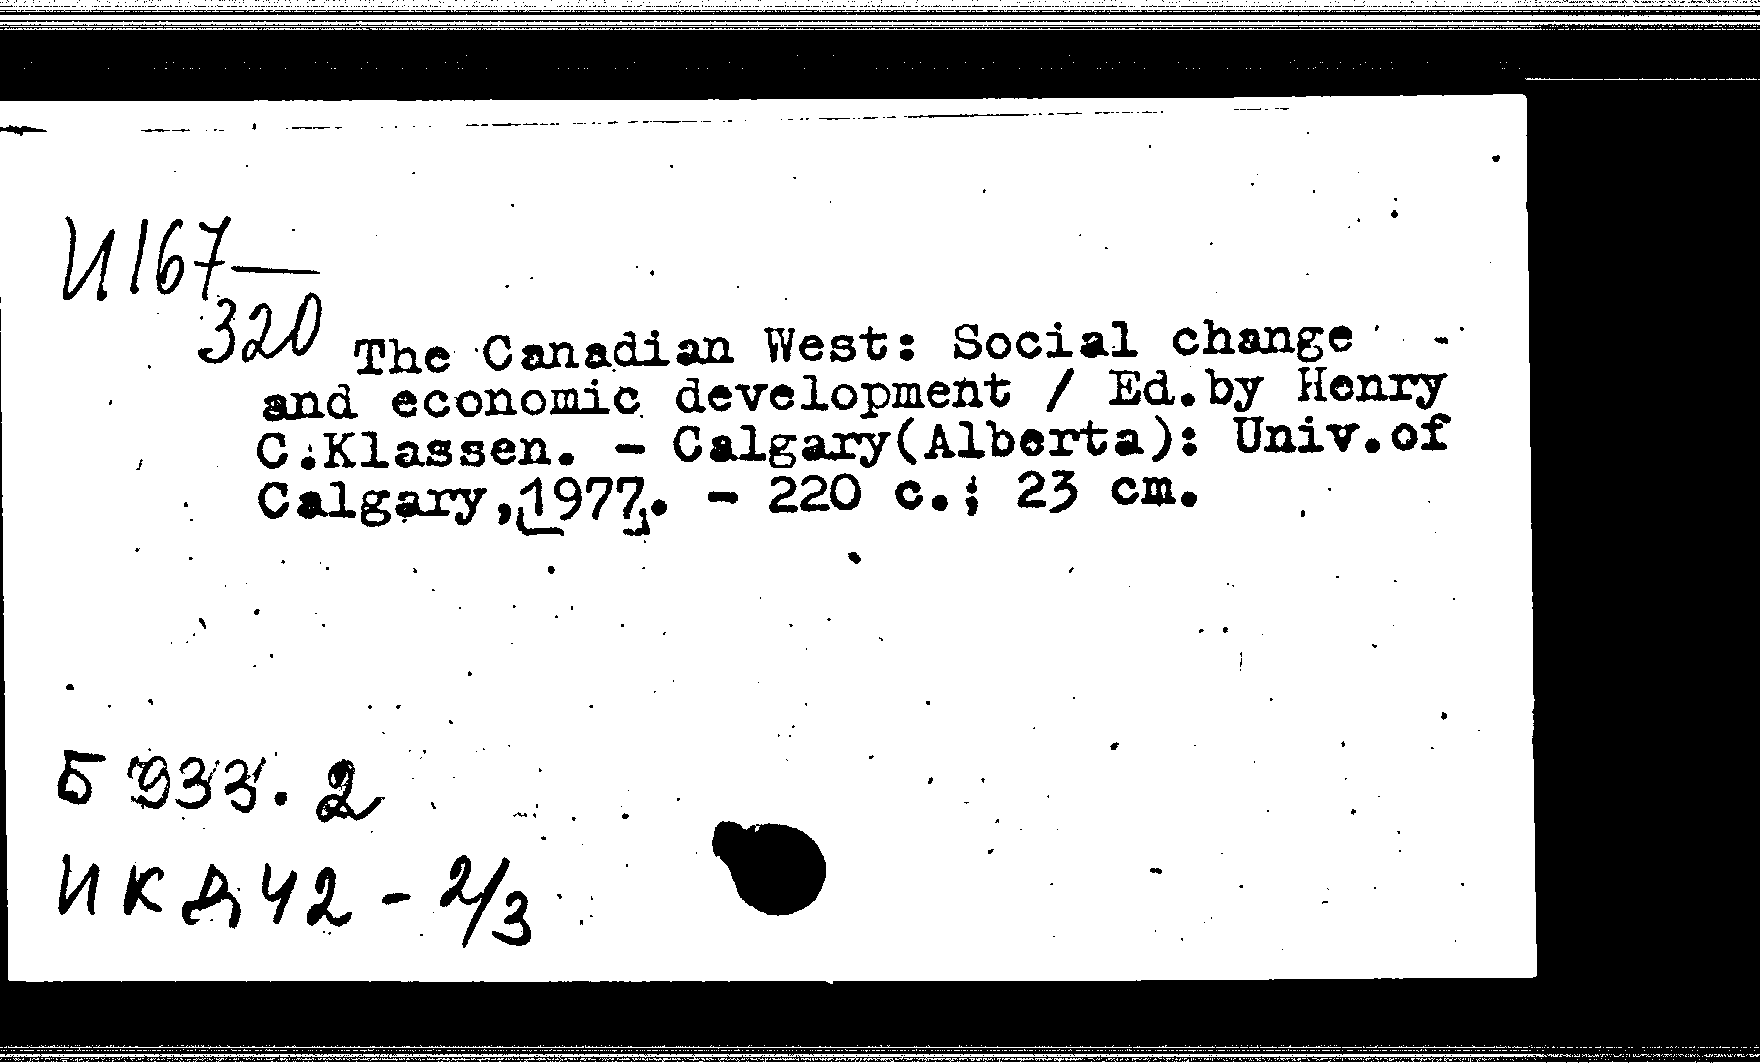 И167-
320
The Canadian West: Social change
and economic development / Ed.by Henry
C.Klassen. - Calgary(Alberta): Univ.of
Calgary,1977. - 220 с.; 23 cm.
Б 933.2
И К Д 42 - 2/3